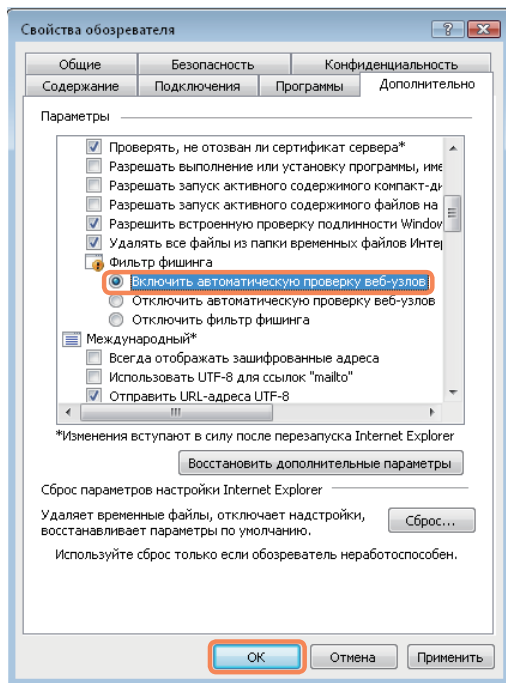 Свойства обозревателя
Общие Безопасность Конфиденциальность
Содержание Подключения Программы Дополнительно
Параметры
Проверять, не отозван ли сертификат сервера*
Разрешать выполнение или установку программы, име
Разрешать запуск активного содержимого компакт-ди
Разрешать запуск активного содержимого файлов на
Разрешить встроенную проверку подлинности Window
Удалять все файлы из папки временных файлов Интер
Фильтр фишинга
Включить автоматическую проверку веб-узлов
Отключить автоматическую проверку веб-узлов
Отключить фильтр фишинга
Международный*
Всегда отображать зашифрованные адреса
Использовать UTF-8 для ссылок "mailto"
Отправить URL-адреса UTF-8
*Изменения вступают в силу после перезапуска Internet Explorer
Восстановить дополнительные параметры
Сброс параметров настройки Internet Explorer
Удаляет временные файлы, отключает надстройки,
восстанавливает параметры по умолчанию.
Сброс...
Используйте сброс только если обозреватель неработоспособен.
ОК Отмена Применить